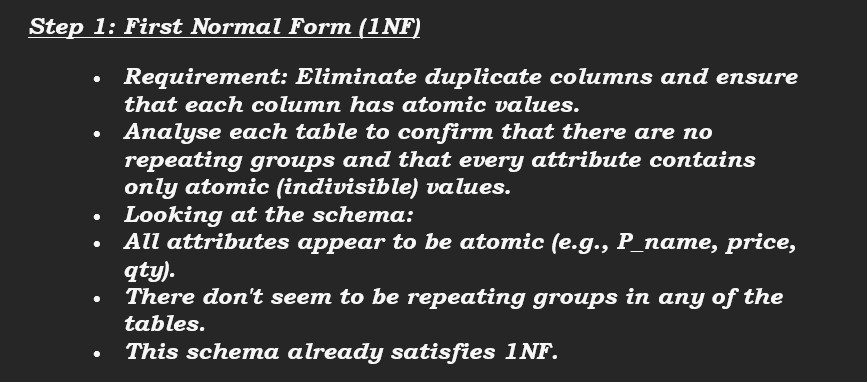 Step 1: First Normal Form (1NF)
• Requirement: Eliminate duplicate columns and ensure
that each column has atomic values.
• Analyse each table to confirm that there are no
repeating groups and that every attribute contains
only atomic (indivisible) values.
• Looking at the schema:
• All attributes appear to be atomic (e.g., P_name, price,
qty).
• There don't seem to be repeating groups in any of the
tables.
• This schema already satisfies 1NF.